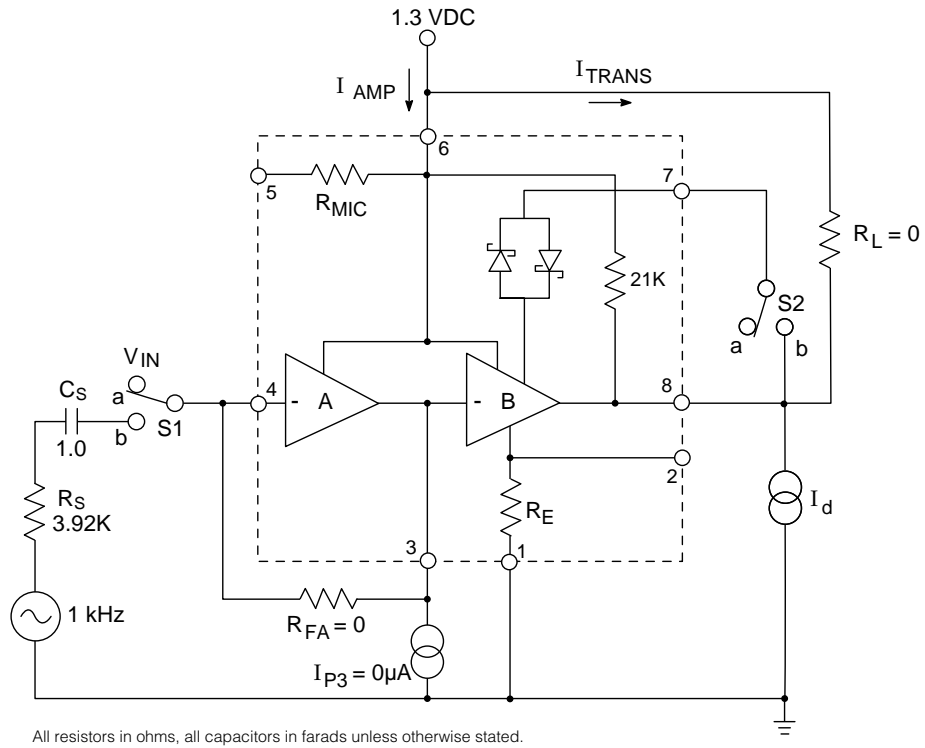 1.3 VDC
I AMP
I TRANS
6
5
R MIC
7
21K
R L = 0
S2
a
b
V IN
C S
a
b
S1
1.0
4
- A
- B
8
2
R S
3.92K
R E
I d
3
1
1 kHz
R FA = 0
I P3 = 0µA
All resistors in ohms, all capacitors in farads unless otherwise stated.